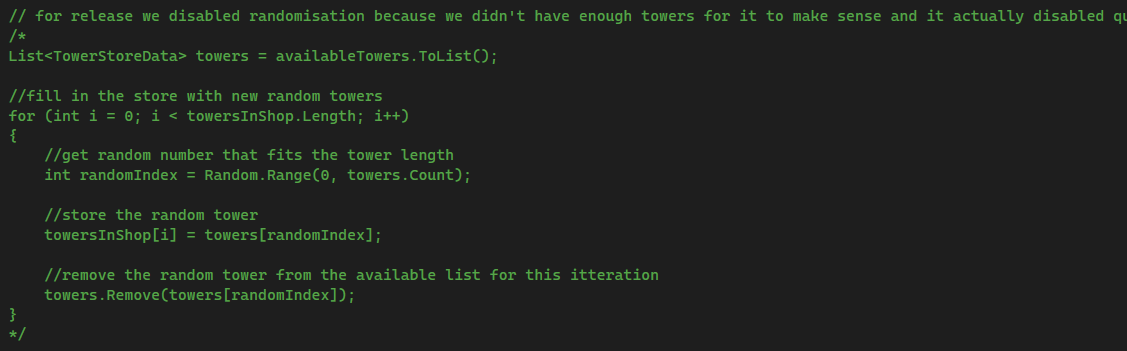 // for release we disabled randomisation because we didn't have enough towers for it to make sense and it actually disabled
/*
List<TowerStoreData> towers = availableTowers.ToList();
//fill in the store with new random towers
for (int i = 0; i < towersInShop.Length; i++)
{
//get random number that fits the tower length
int randomIndex = Random.Range(0, towers.Count);
//store the random tower
towersInShop[i] = towers[randomIndex];
//remove the random tower from the available list for this itteration
towers.Remove(towers[randomIndex]);
}
*/